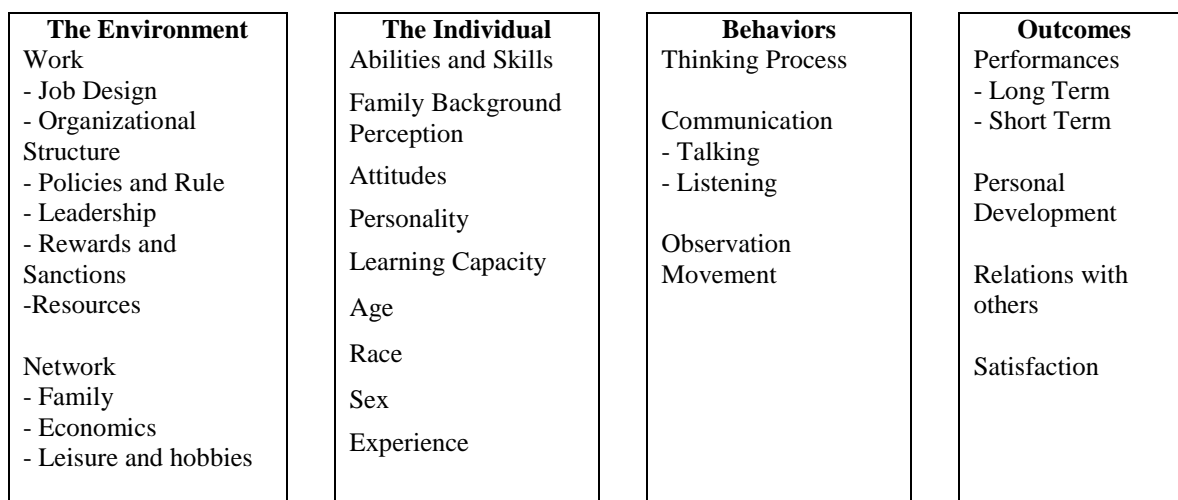 The Environment
Work
- Job Design
- Organizational
Structure
- Policies and Rule
- Leadership
- Rewards and
Sanctions
-Resources
Network
- Family
- Economics
- Leisure and hobbies
The Individual
Abilities and Skills
Family Background
Perception
Attitudes
Personality
Learning Capacity
Age
Race
Sex
Experience
Behaviors
Thinking Process
Communication
- Talking
- Listening
Observation
Movement
Outcomes
Performances
- Long Term
- Short Term
Personal
Development
Relations with
others
Satisfaction